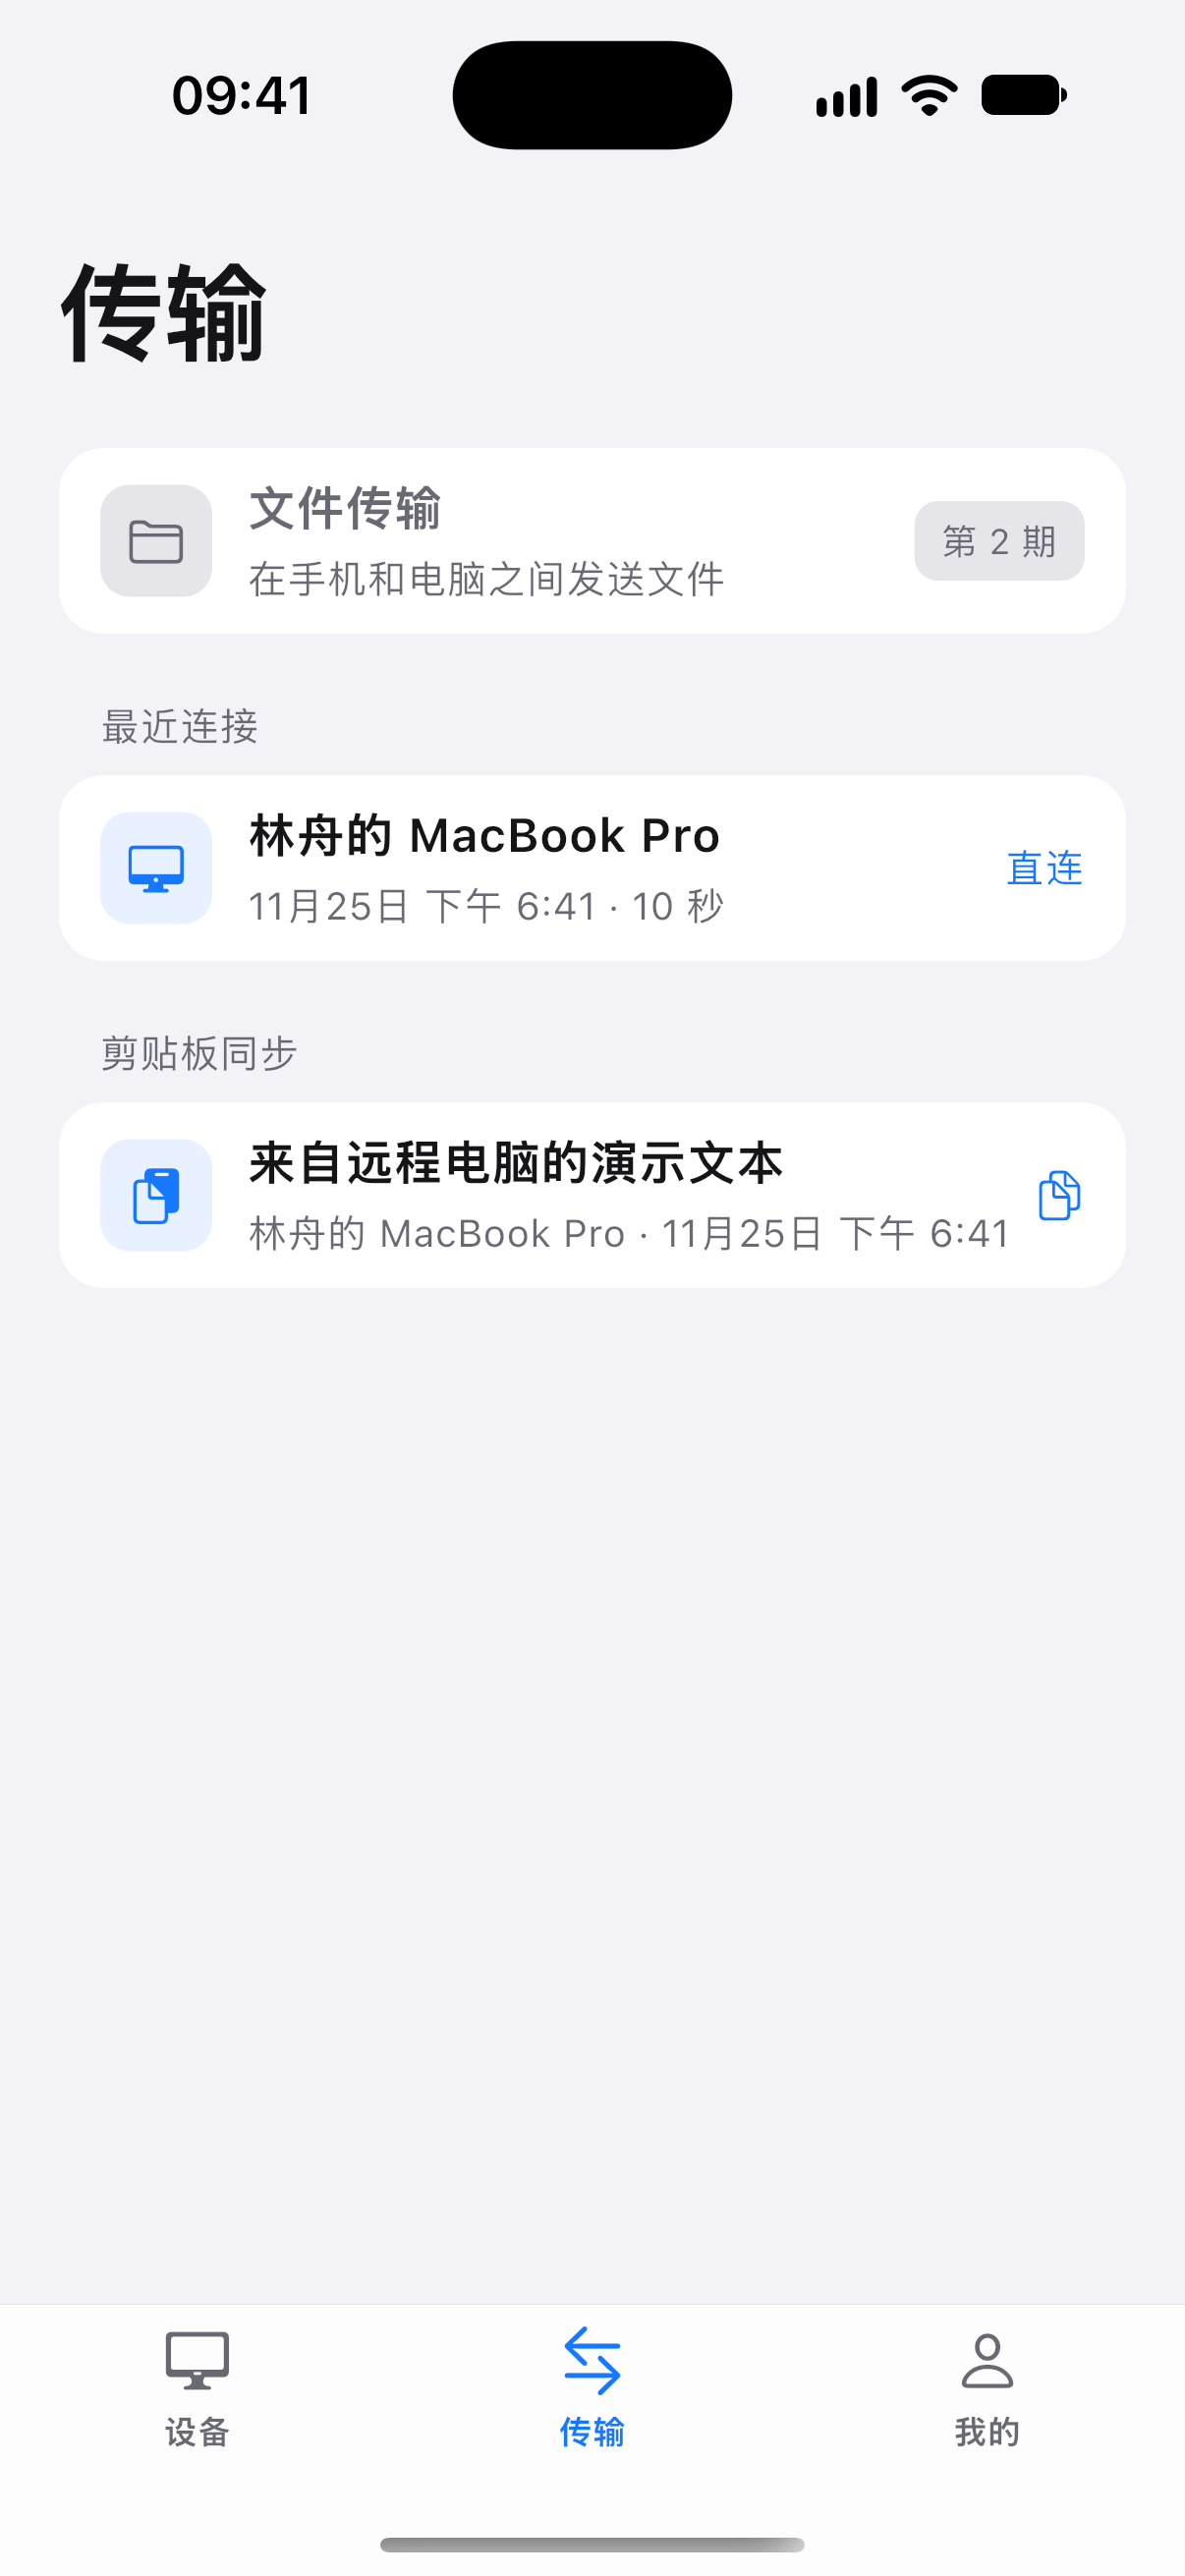 09:41
传输
文件传输
在手机和电脑之间发送文件
第 2 期
最近连接
林舟的 MacBook Pro
11月25日 下午 6:41 · 10 秒
直连
剪贴板同步
来自远程电脑的演示文本
林舟的 MacBook Pro · 11月25日 下午 6:41
设备
传输
我的